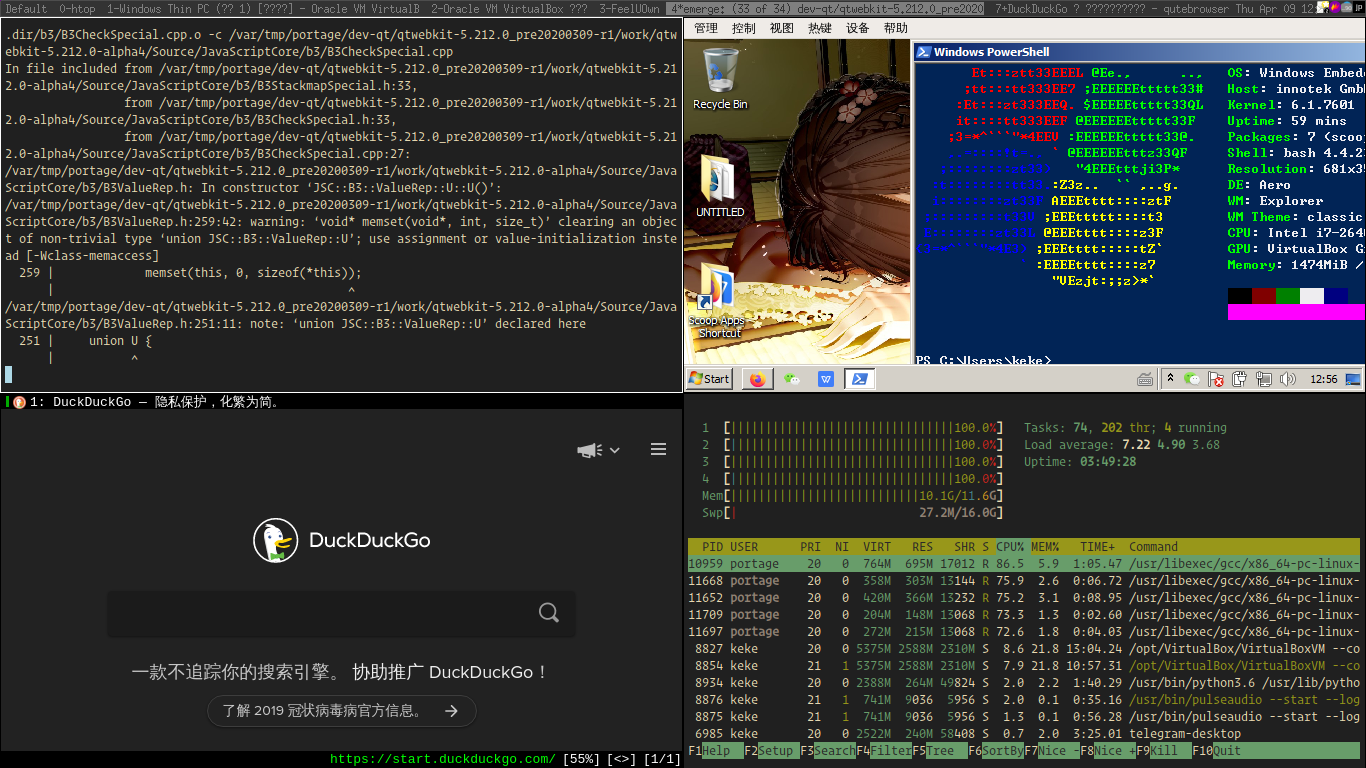 Default 0-htop 1-Windows Thin PC (?? 1) [????] - Oracle VM VirtualB 2-Oracle VM VirtualBox ??? 3-FeelUOwn 4*emerge: (33 of 34) dev-qt/qtwebkit-5.212.0_pre2020 7+DuckDuckGo ? ?????????? - qutebrowser Thu Apr 09
.dir/b3/B3CheckSpecial.cpp.o -c /var/tmp/portage/dev-qt/qtwebkit-5.212.0_pre20200309-r1/work/qtw
ebkit-5.212.0-alpha4/Source/JavaScriptCore/b3/B3CheckSpecial.cpp
In file included from /var/tmp/portage/dev-qt/qtwebkit-5.212.0_pre20200309-r1/work/qtwebkit-5.21
2.0-alpha4/Source/JavaScriptCore/b3/B3StackmapSpecial.h:33,
from /var/tmp/portage/dev-qt/qtwebkit-5.212.0_pre20200309-r1/work/qtwebkit-5.21
2.0-alpha4/Source/JavaScriptCore/b3/B3CheckSpecial.h:33,
from /var/tmp/portage/dev-qt/qtwebkit-5.212.0_pre20200309-r1/work/qtwebkit-5.21
2.0-alpha4/Source/JavaScriptCore/b3/B3CheckSpecial.cpp:27:
/var/tmp/portage/dev-qt/qtwebkit-5.212.0_pre20200309-r1/work/qtwebkit-5.212.0-alpha4/Source/Java
ScriptCore/b3/B3ValueRep.h: In constructor ‘JSC::B3::ValueRep::U::U()’:
/var/tmp/portage/dev-qt/qtwebkit-5.212.0_pre20200309-r1/work/qtwebkit-5.212.0-alpha4/Source/Java
ScriptCore/b3/B3ValueRep.h:259:42: warning: ‘void* memset(void*, int, size_t)’ clearing an objec
t of non-trivial type ‘union JSC::B3::ValueRep::U’; use assignment or value-initialization inste
ad [-Wclass-memaccess]
259 | memset(this, 0, sizeof(*this));
| ^
/var/tmp/portage/dev-qt/qtwebkit-5.212.0_pre20200309-r1/work/qtwebkit-5.212.0-alpha4/Source/Java
ScriptCore/b3/B3ValueRep.h:251:11: note: ‘union JSC::B3::ValueRep::U’ declared here
251 | union U {
| ^
管理 控制 视图 热键 设备 帮助
Recycle Bin
UNTITLED
Scoop Apps - Shortcut
Windows PowerShell
OS: Windows Embed
Host: innotek Gmb
Kernel: 6.1.7601
Uptime: 59 mins
Packages: 7 (scoo
Shell: bash 4.4.2
Resolution: 681x3
DE: Aero
WM: Explorer
WM Theme: classic
CPU: Intel i7-264
GPU: VirtualBox G
Memory: 1474MiB /
PS C:\Users\keke>
Start
12:56
1: DuckDuckGo — 隐私保护，化繁为简。
DuckDuckGo
一款不追踪你的搜索引擎。 协助推广 DuckDuckGo！
了解 2019 冠状病毒病官方信息。 →
https://start.duckduckgo.com/ [55%] [<>] [1/1]
1 [||||||||||||||||||||||||||||||||100.0%] Tasks: 74, 202 thr; 4 running
2 [||||||||||||||||||||||||||||||||100.0%] Load average: 7.22 4.90 3.68
3 [||||||||||||||||||||||||||||||||100.0%] Uptime: 03:49:28
4 [||||||||||||||||||||||||||||||||100.0%]
Mem[|||||||||||||||||||||||||||10.1G/11.6G]
Swp[| 27.2M/16.0G]
PID USER PRI NI VIRT RES SHR S CPU% MEM% TIME+ Command
10959 portage 20 0 764M 695M 17012 R 86.5 5.9 1:05.47 /usr/libexec/gcc/x86_64-pc-linux-
11668 portage 20 0 358M 303M 13144 R 75.9 2.6 0:06.72 /usr/libexec/gcc/x86_64-pc-linux-
11652 portage 20 0 420M 366M 13232 R 75.2 3.1 0:08.95 /usr/libexec/gcc/x86_64-pc-linux-
11709 portage 20 0 204M 148M 13068 R 73.3 1.3 0:02.60 /usr/libexec/gcc/x86_64-pc-linux-
11697 portage 20 0 272M 215M 13068 R 72.6 1.8 0:04.03 /usr/libexec/gcc/x86_64-pc-linux-
8827 keke 20 0 5375M 2588M 2310M S 8.6 21.8 13:04.24 /opt/VirtualBox/VirtualBoxVM --co
8854 keke 21 1 5375M 2588M 2310M S 7.9 21.8 10:57.31 /opt/VirtualBox/VirtualBoxVM --co
8934 keke 20 0 2388M 264M 49824 S 2.0 2.2 1:40.29 /usr/bin/python3.6 /usr/lib/pytho
8876 keke 21 1 741M 9036 5956 S 2.0 0.1 0:35.16 /usr/bin/pulseaudio --start --log
8875 keke 21 1 741M 9036 5956 S 1.3 0.1 0:56.28 /usr/bin/pulseaudio --start --log
6985 keke 20 0 2522M 240M 58408 S 0.7 2.0 3:25.01 telegram-desktop
F1Help F2Setup F3SearchF4FilterF5Tree F6SortByF7Nice -F8Nice +F9Kill F10Quit